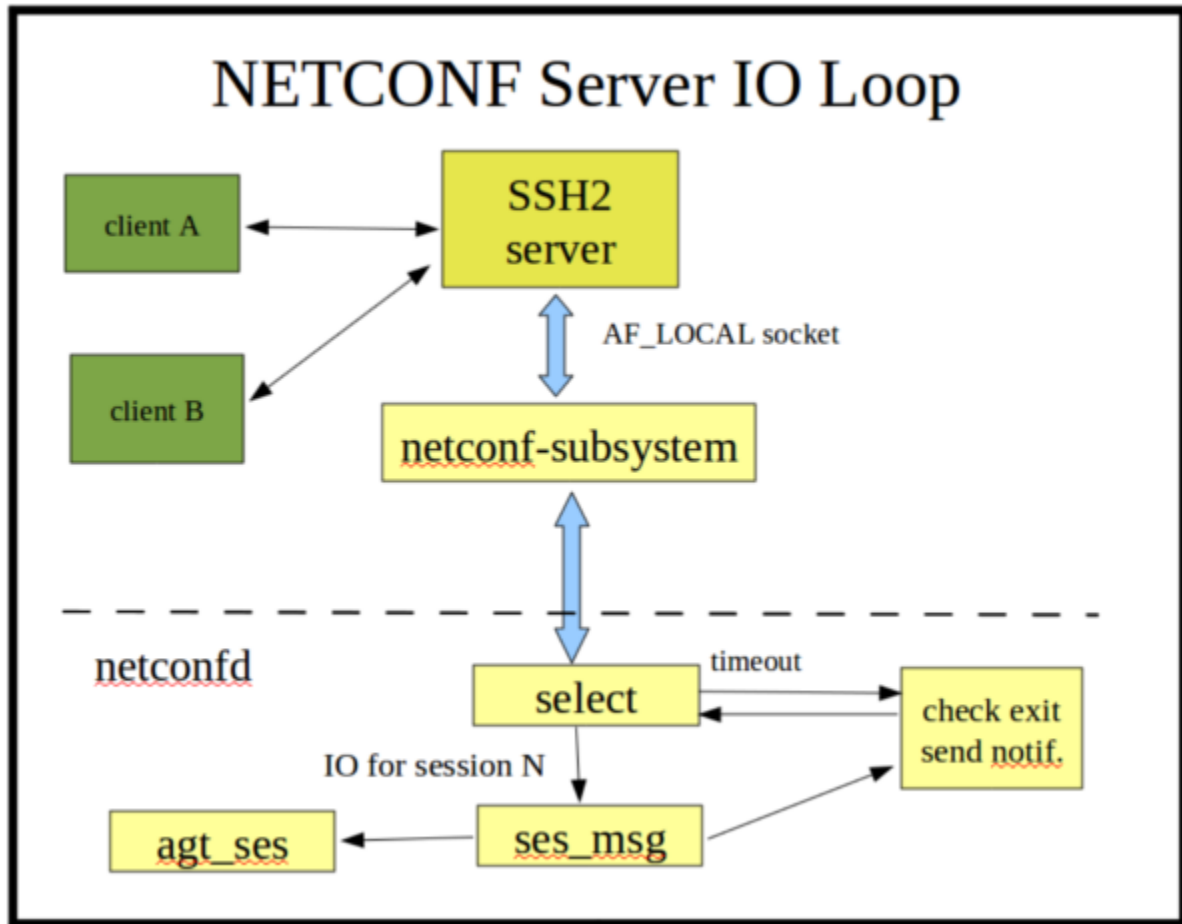 NETCONF Server IO Loop
client A
SSH2
server
AF_LOCAL socket
client B
netconf-subsystem
netconfd
timeout
select
check exit
send notif.
IO for session N
agt_ses
ses_msg